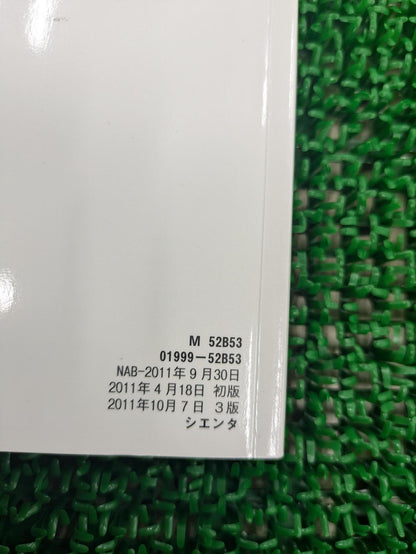 M 52B53
01999−52B53
NAB-2011年9月30日
2011年4月18日 初版
2011年10月7日 3版
シエンタ